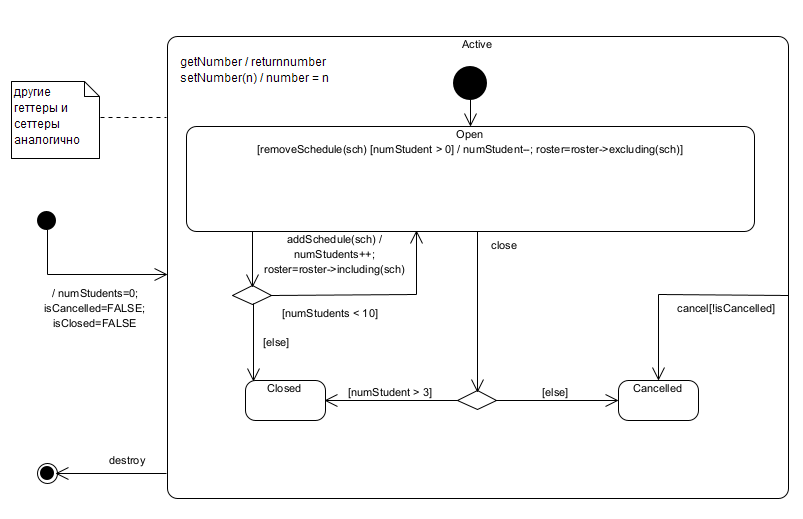 Active
getNumber / returnnumber
setNumber(n) / number = n
другие
геттеры и
сеттеры
аналогично
Open
[removeSchedule(sch) [numStudent > 0] / numStudent–; roster=roster->excluding(sch)]
addSchedule(sch) /
numStudents++;
roster=roster->including(sch)
close
/ numStudents=0;
isCancelled=FALSE;
isClosed=FALSE
[numStudents < 10]
cancel[!isCancelled]
[else]
Closed
[numStudent > 3]
[else]
Cancelled
destroy